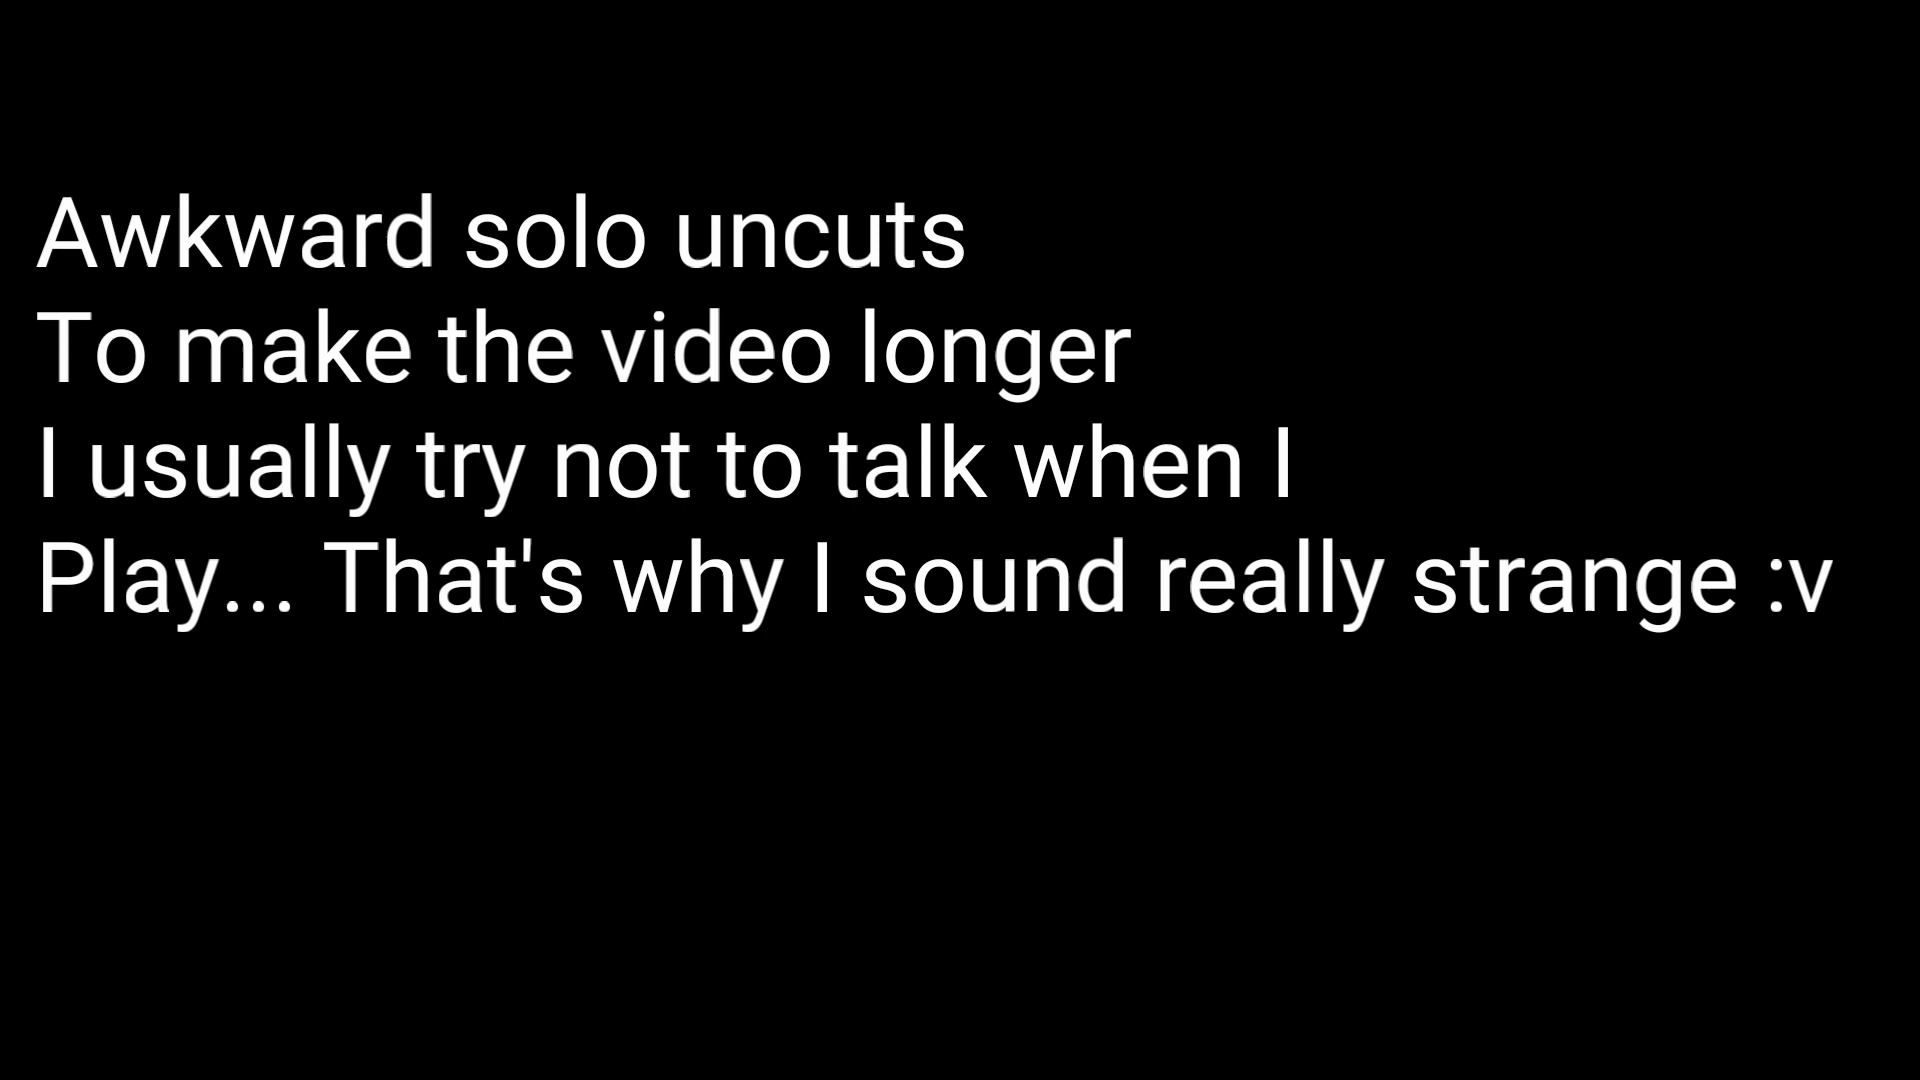 Awkward solo uncuts
To make the video longer
I usually try not to talk when I
Play... That's why I sound really strange :v